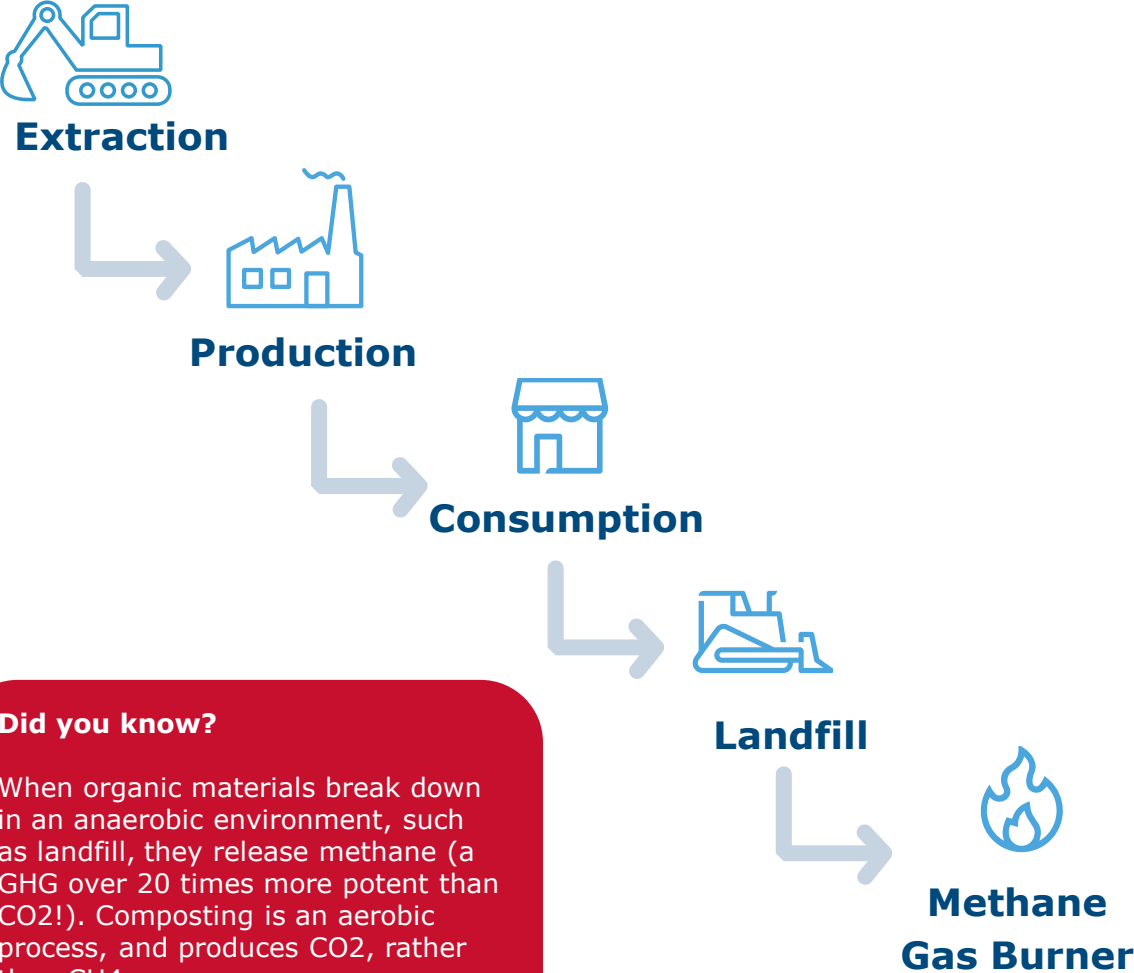 Extraction
Production
Consumption
Landfill
Methane
Gas Burner
Did you know?
When organic materials break down
in an anaerobic environment, such
as landfill, they release methane (a
GHG over 20 times more potent than
CO2!). Composting is an aerobic
process, and produces CO2, rather
than CH4